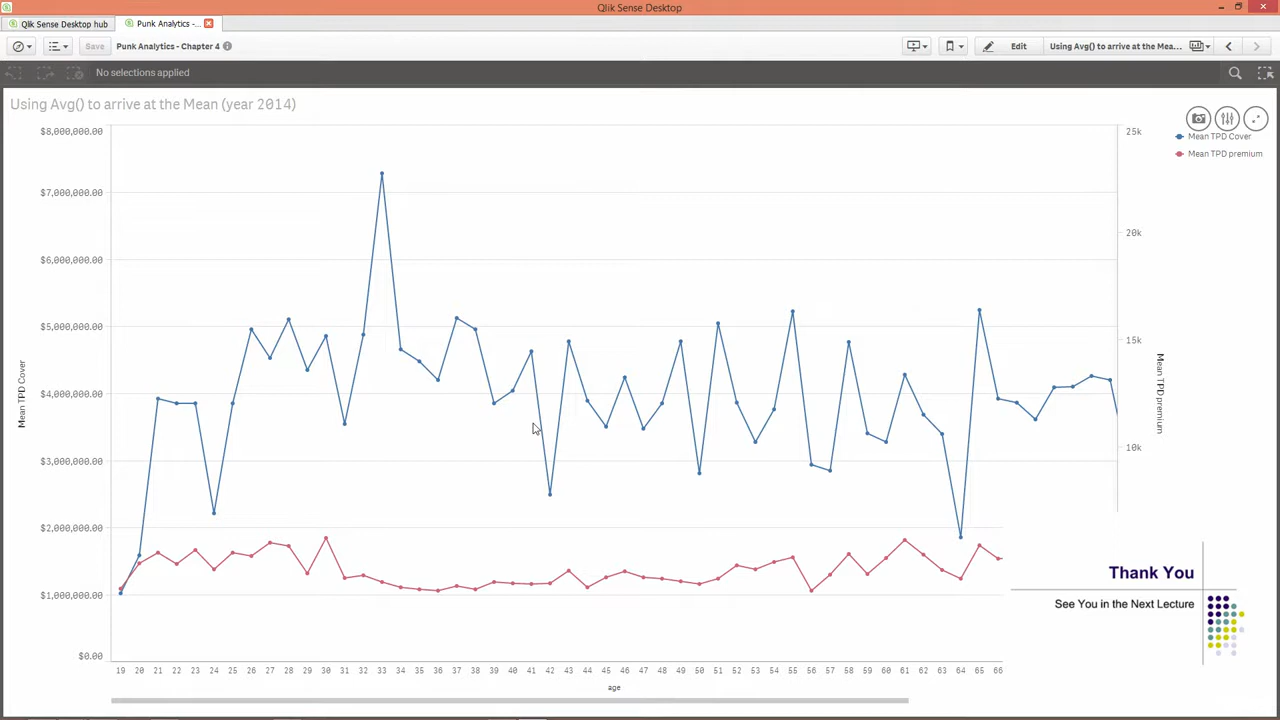 Qlik Sense Desktop
Qlik Sense Desktop hub
Punk Analytics -...
Save
Punk Analytics - Chapter 4
Edit
Using Avg() to arrive at the Mea...
No selections applied
Using Avg() to arrive at the Mean (year 2014)
$8,000,000.00
$7,000,000.00
$6,000,000.00
$5,000,000.00
$4,000,000.00
$3,000,000.00
$2,000,000.00
$1,000,000.00
$0.00
Mean TPD Cover
25k
20k
15k
10k
Mean TPD premium
Mean TPD Cover
Mean TPD premium
19 20 21 22 23 24 25 26 27 28 29 30 31 32 33 34 35 36 37 38 39 40 41 42 43 44 45 46 47 48 49 50 51 52 53 54 55 56 57 58 59 60 61 62 63 64 65 66
age
Thank You
See You in the Next Lecture